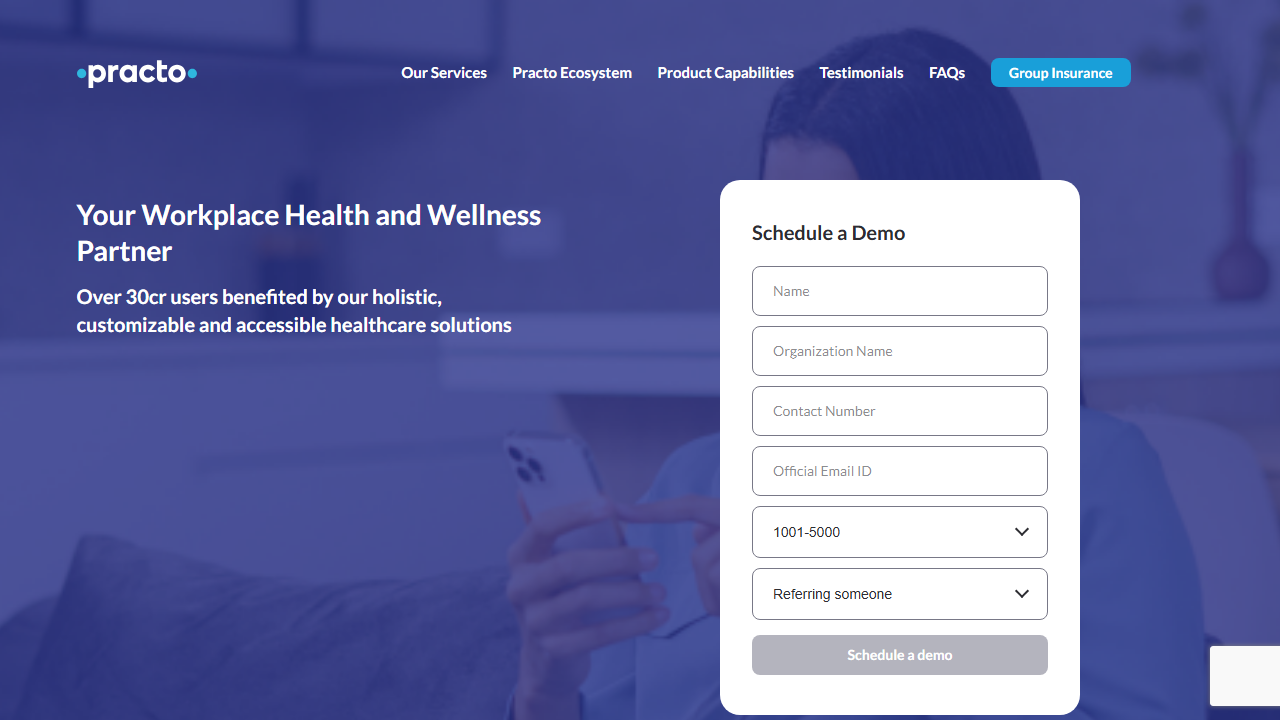 practo
Our Services Practo Ecosystem Product Capabilities Testimonials FAQs Group Insurance
Your Workplace Health and Wellness
Partner
Over 30cr users benefited by our holistic,
customizable and accessible healthcare solutions
Schedule a Demo
Name
Organization Name
Contact Number
Official Email ID
1001-5000
Referring someone
Schedule a demo